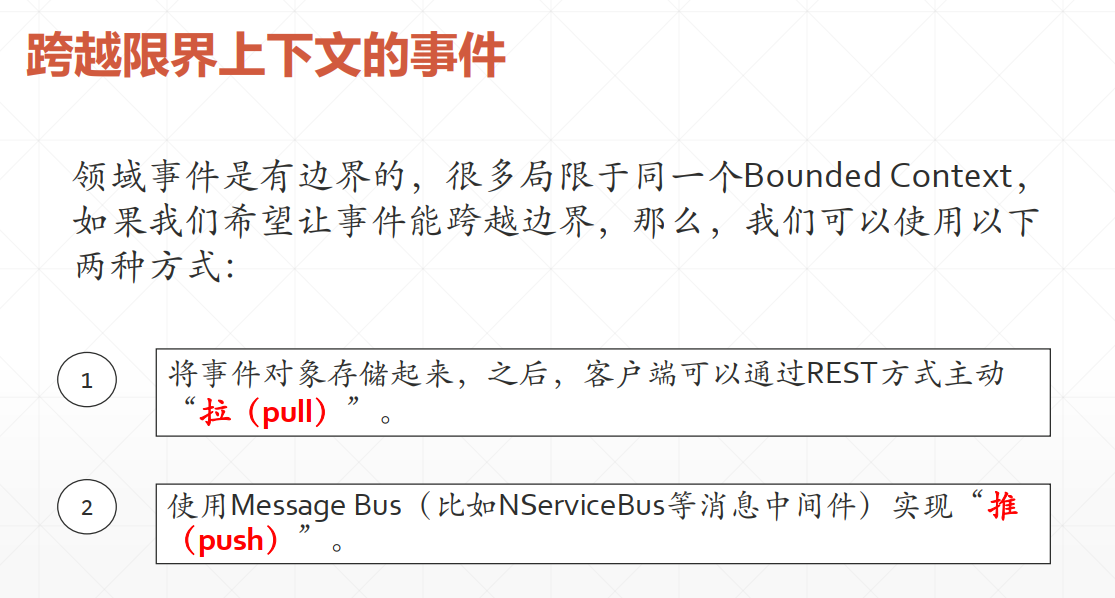 跨越限界上下文的事件
领域事件是有边界的，很多局限于同一个Bounded Context，
如果我们希望让事件能跨越边界，那么，我们可以使用以下
两种方式：
1
将事件对象存储起来，之后，客户端可以通过REST方式主动
“拉（pull）”。
2
使用Message Bus（比如NServiceBus等消息中间件）实现“推
（push）”。